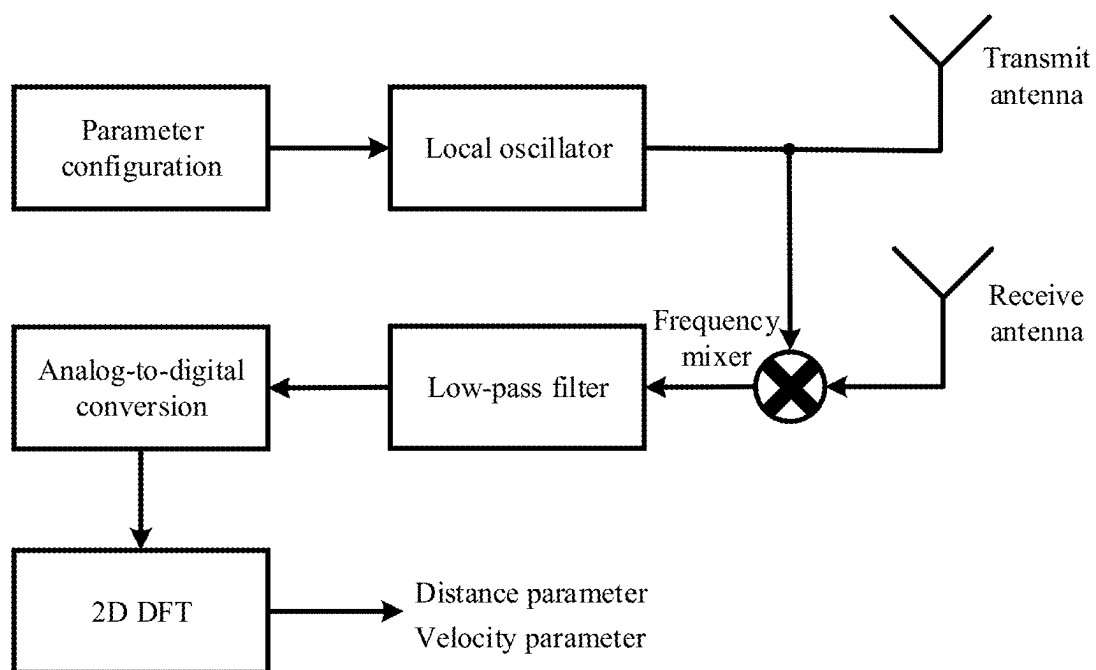 Transmit
antenna
Parameter
configuration
Local oscillator
Receive
antenna
Frequency
mixer
Analog-to-digital
conversion
Low-pass filter
2D DFT
Distance parameter
Velocity parameter